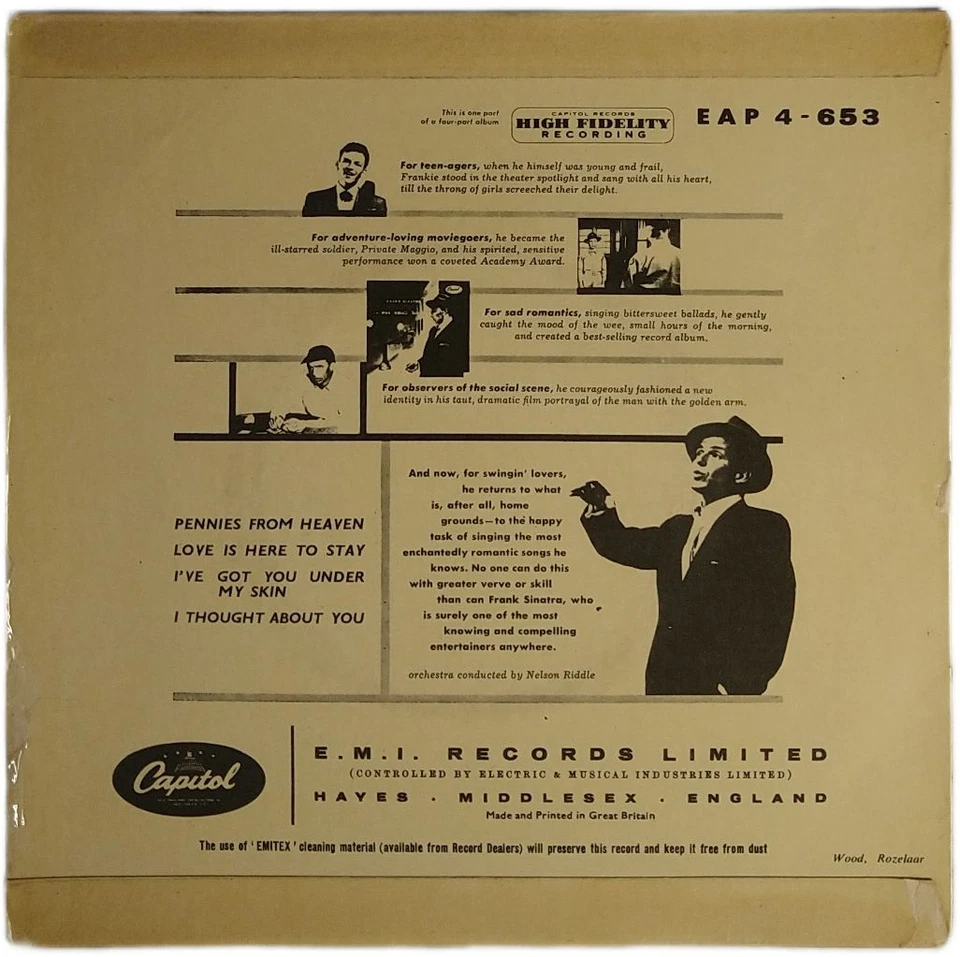 This is one part
of a four-part album
CAPITOL RECORDS
HIGH FIDELITY
RECORDING
EAP 4-653
For teen-agers, when he himself was young and frail,
Frankie stood in the theater spotlight and sang with all his heart,
till the throng of girls screeched their delight.
For adventure-loving moviegoers, he became the
ill-starred soldier, Private Maggio, and his spirited, sensitive
performance won a coveted Academy Award.
For sad romantics, singing bittersweet ballads, he gently
caught the mood of the wee, small hours of the morning,
and created a best-selling record album.
For observers of the social scene, he courageously fashioned a new
identity in his taut, dramatic film portrayal of the man with the golden arm.
And now, for swingin' lovers,
he returns to what
is, after all, home
grounds—to the happy
task of singing the most
enchantedly romantic songs he
knows. No one can do this
with greater verve or skill
than can Frank Sinatra, who
is surely one of the most
knowing and compelling
entertainers anywhere.
orchestra conducted by Nelson Riddle
PENNIES FROM HEAVEN
LOVE IS HERE TO STAY
I'VE GOT YOU UNDER
MY SKIN
I THOUGHT ABOUT YOU
Capitol
E.M.I. RECORDS LIMITED
(CONTROLLED BY ELECTRIC & MUSICAL INDUSTRIES LIMITED)
HAYES . MIDDLESEX . ENGLAND
Made and Printed in Great Britain
The use of 'EMITEX' cleaning material (available from Record Dealers) will preserve this record and keep it free from dust
Wood, Rozelaar